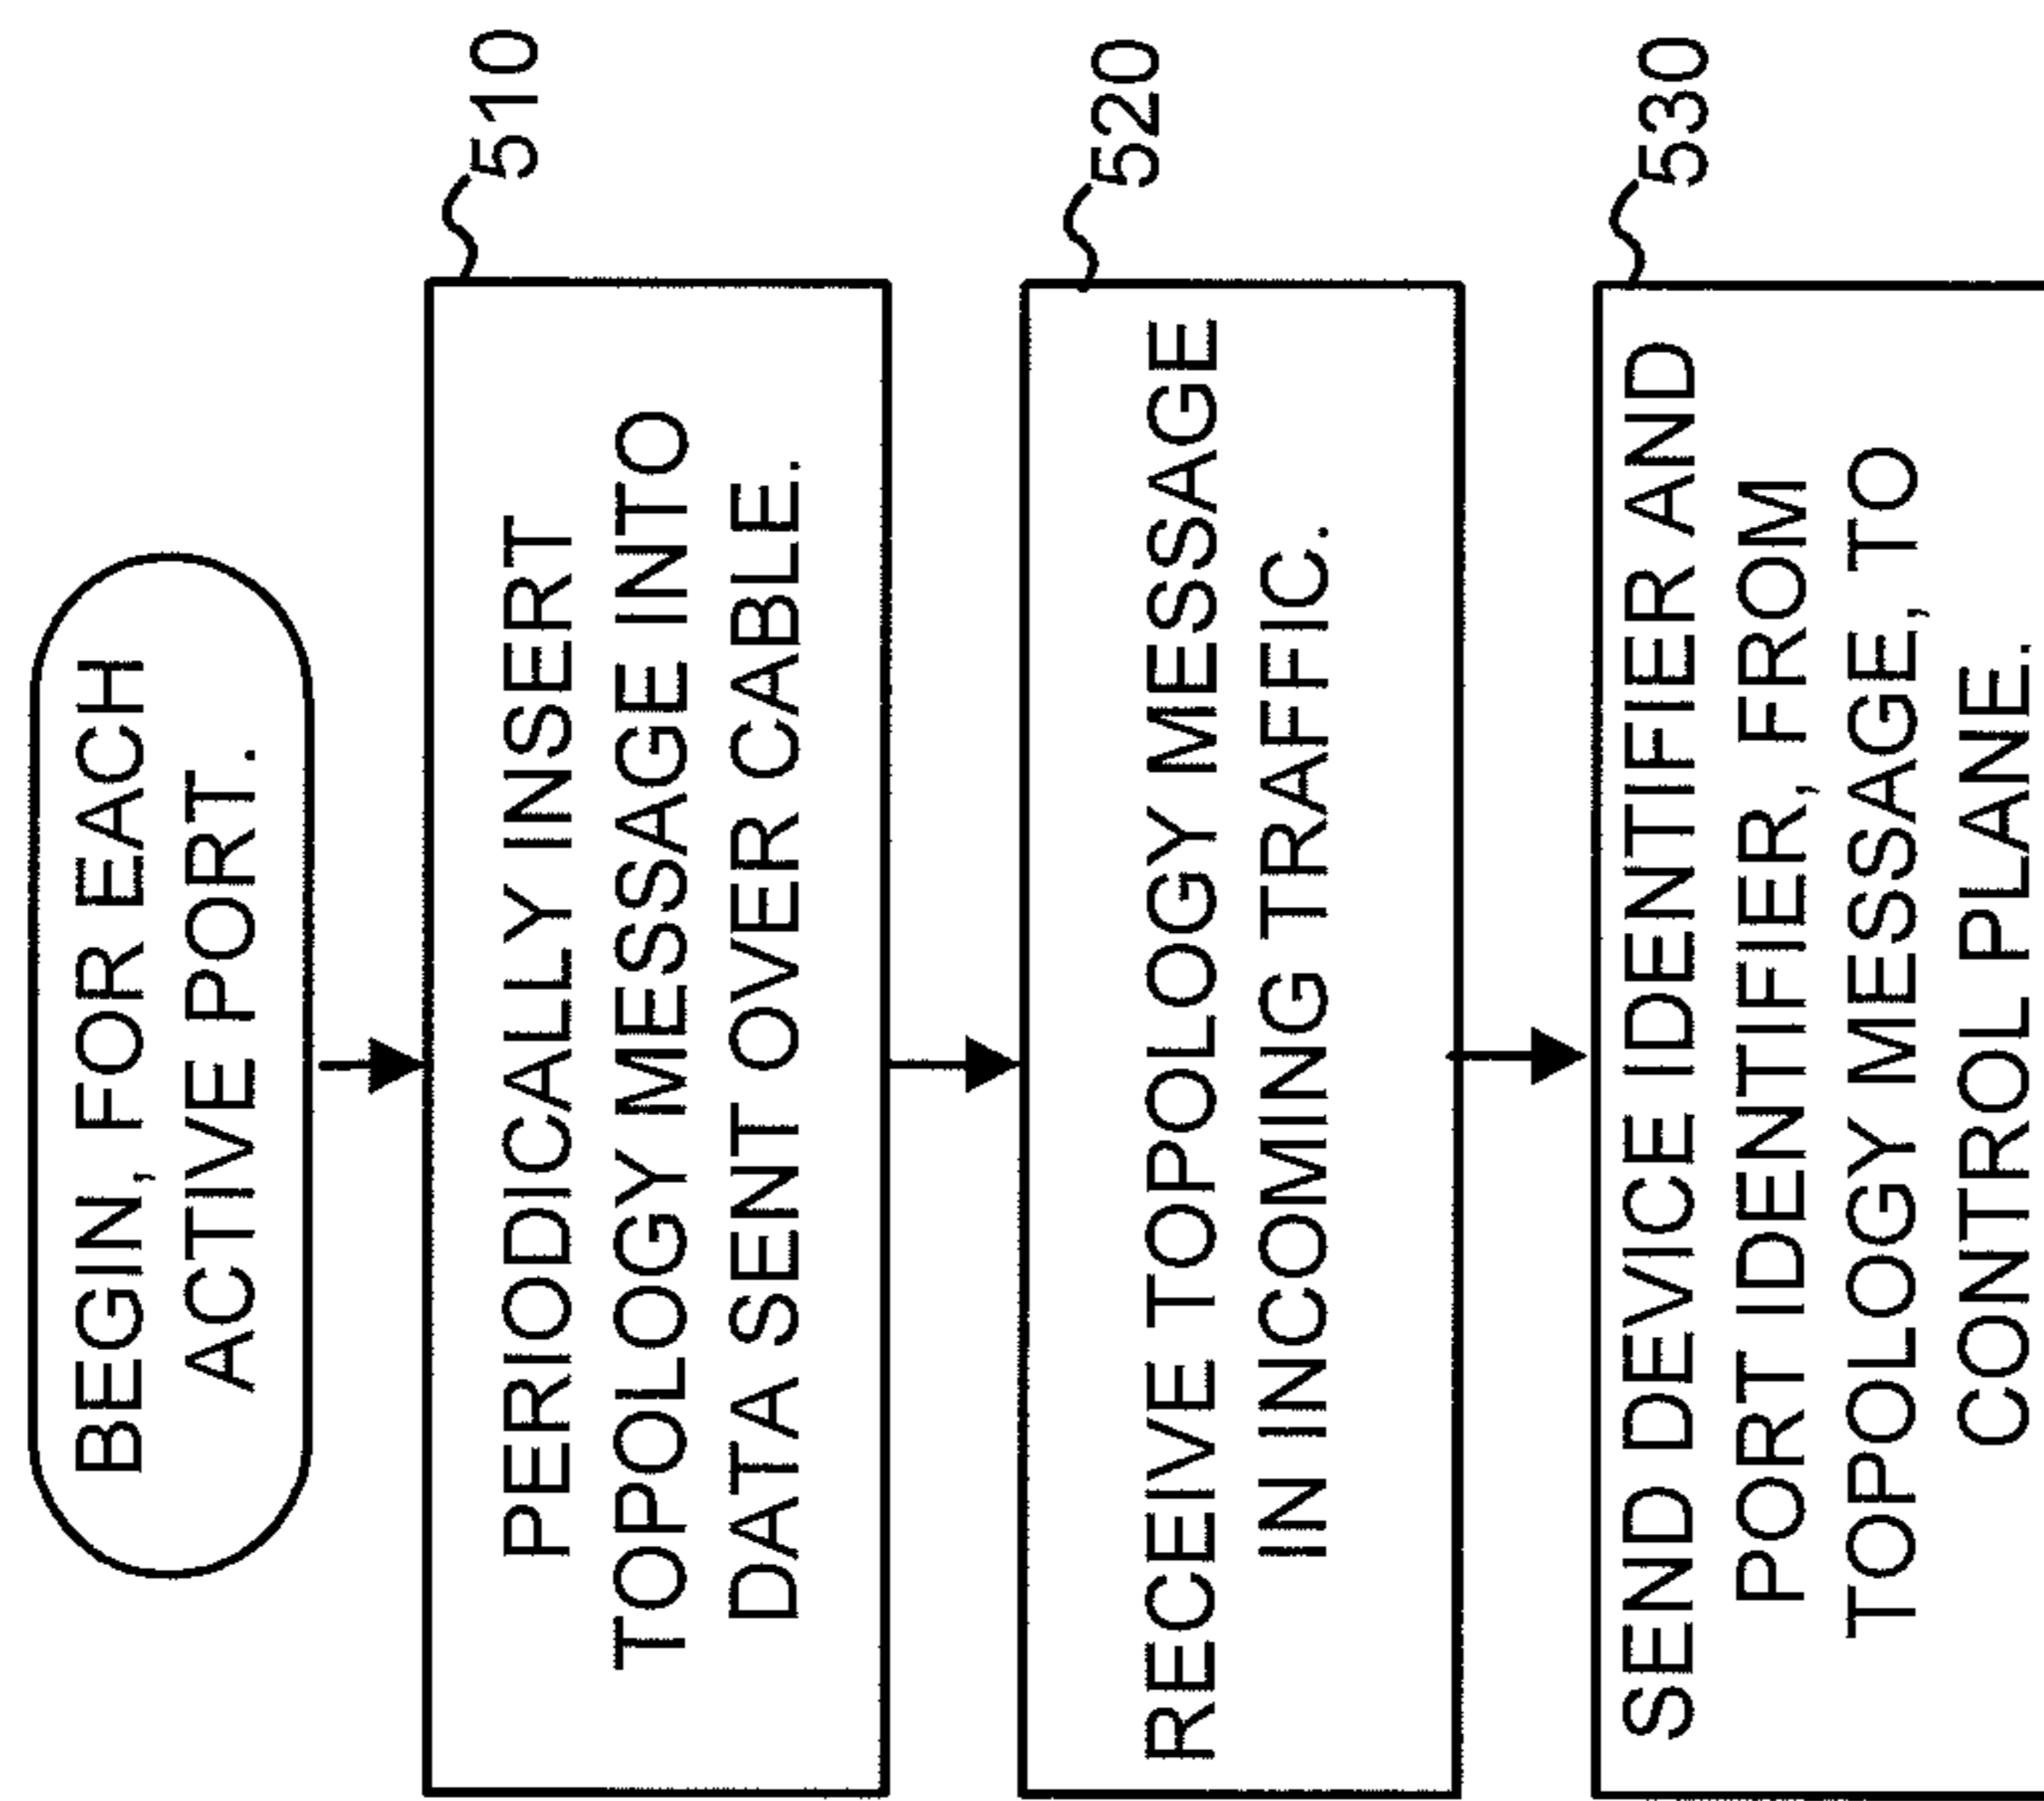 BEGIN, FOR EACH
ACTIVE PORT.
510
PERIODICALLY INSERT
TOPOLOGY MESSAGE INTO
DATA SENT OVER CABLE.
520
RECEIVE TOPOLOGY MESSAGE
IN INCOMING TRAFFIC.
530
SEND DEVICE IDENTIFIER AND
PORT IDENTIFIER, FROM
TOPOLOGY MESSAGE, TO
CONTROL PLANE.